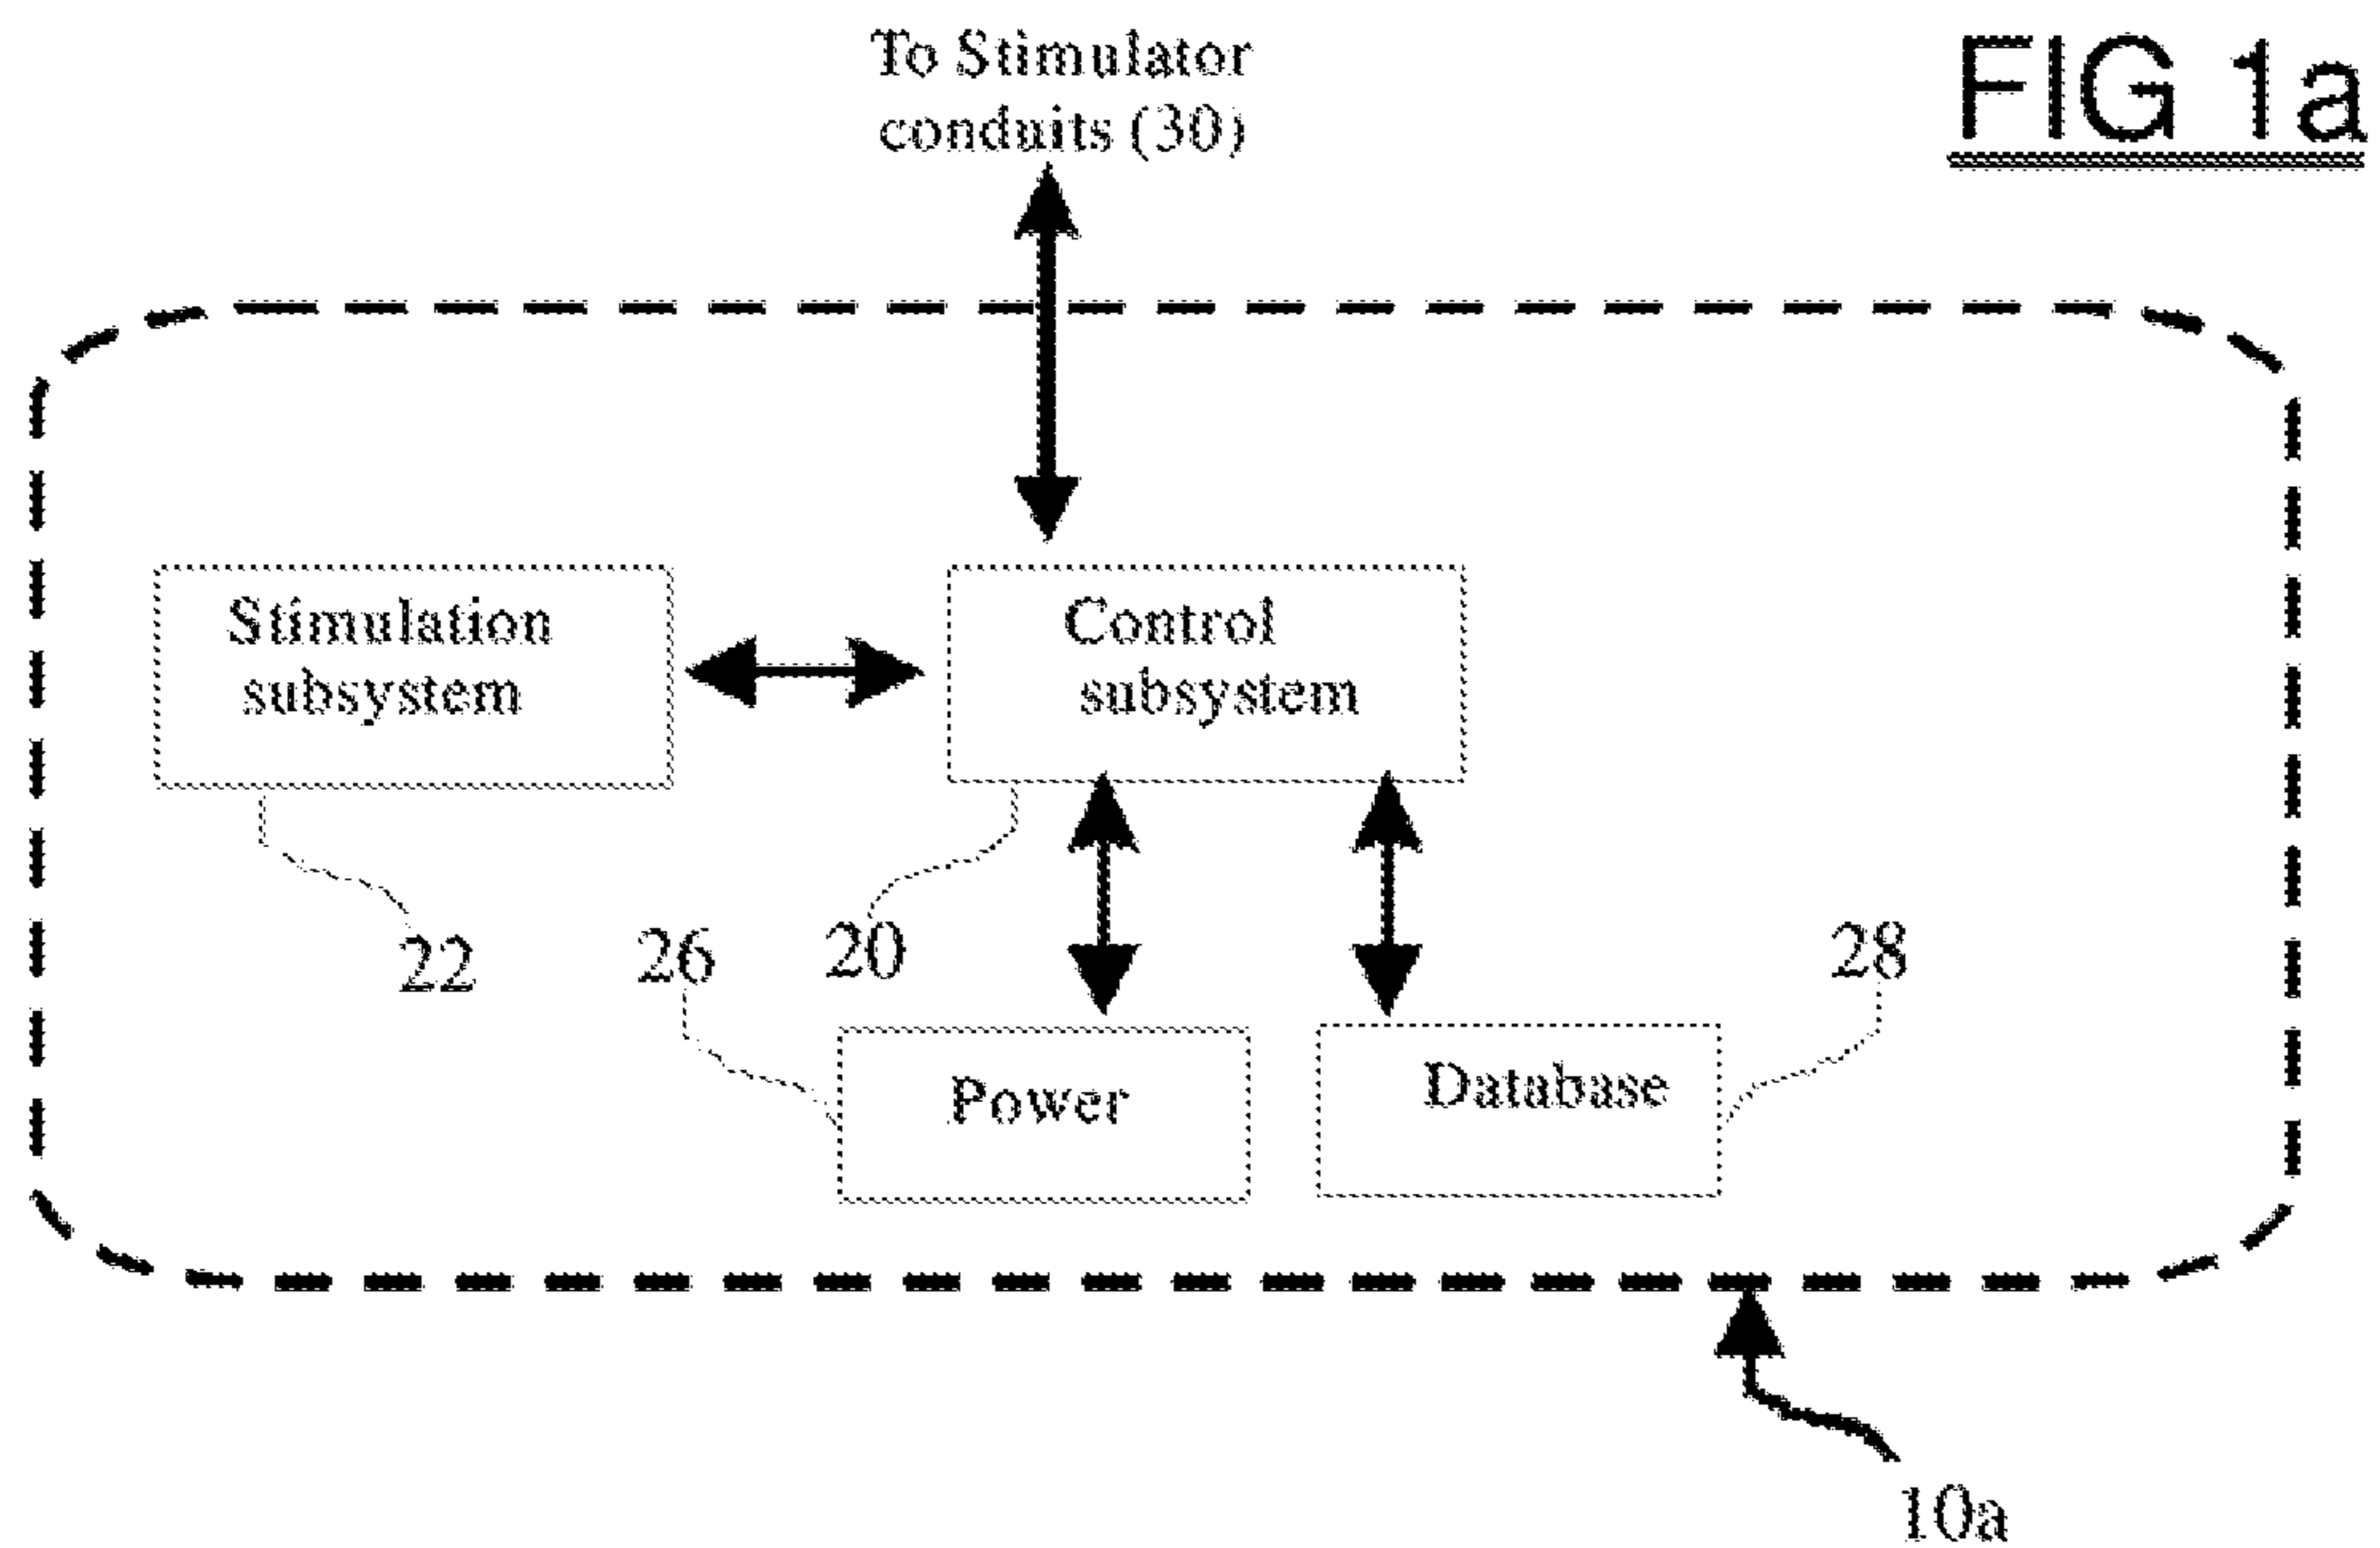 FIG 1a
To Stimulator
conduits (30)
Stimulation
subsystem
Control
subsystem
22
26
20
28
Power
Database
10a